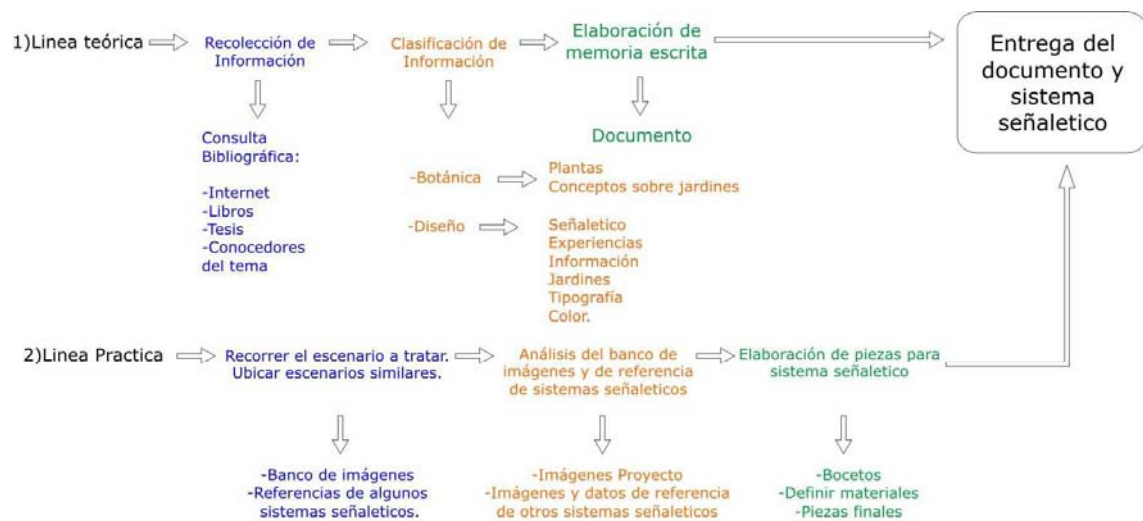 1)Linea teórica
Recolección de
Información
Clasificación de
Información
Elaboración de
memoria escrita
Entrega del
documento y
sistema
señaletico
Consulta
Bibliográfica:
-Internet
-Libros
-Tesis
-Conocedores
del tema
Documento
-Botánica
Plantas
Conceptos sobre jardines
-Diseño
Señaletico
Experiencias
Información
Jardines
Tipografía
Color.
2)Linea Practica
Recorrer el escenario a tratar.
Ubicar escenarios similares.
Análisis del banco de
imágenes y de referencia
de sistemas señaleticos
Elaboración de piezas para
sistema señaletico
-Banco de imágenes
-Referencias de algunos
sistemas señaleticos.
-Imágenes Proyecto
-Imágenes y datos de referencia
de otros sistemas señaleticos
-Bocetos
-Definir materiales
-Piezas finales